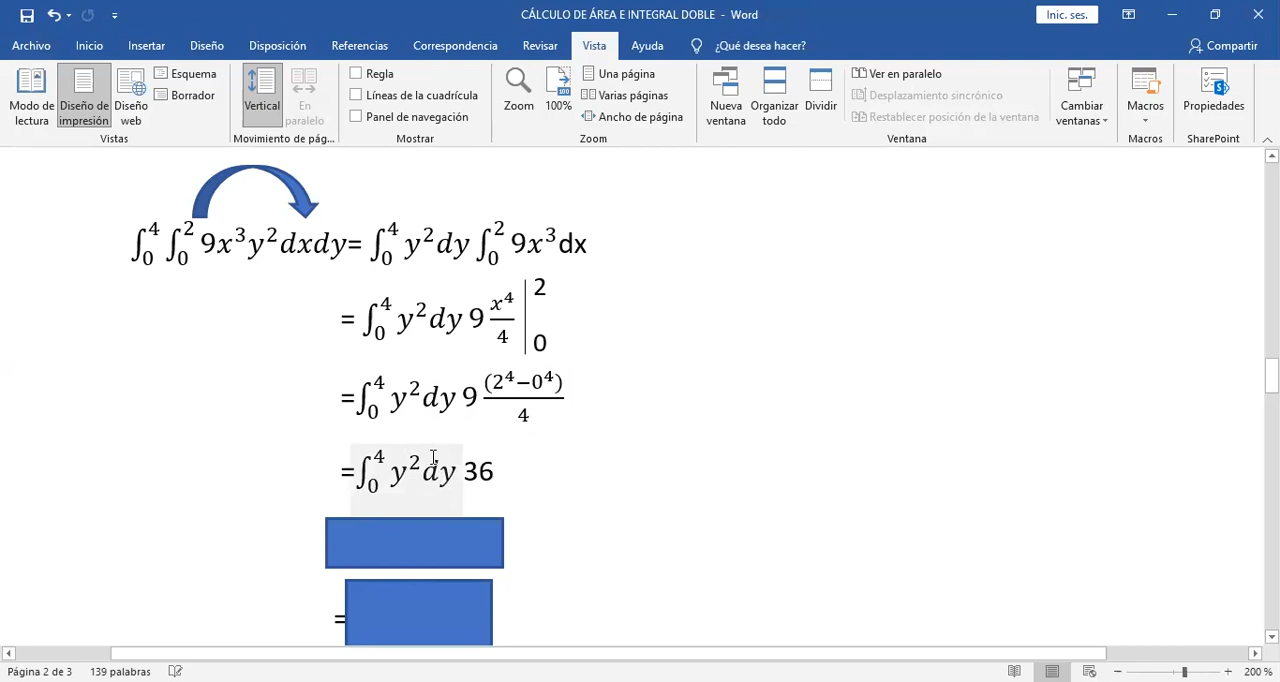 CÁLCULO DE ÁREA E INTEGRAL DOBLE - Word
Inic. ses.
Archivo Inicio Insertar Diseño Disposición Referencias Correspondencia Revisar Vista Ayuda ¿Qué desea hacer? Compartir
Modo de lectura
Diseño de impresión
Diseño web
Esquema
Borrador
Vistas
Vertical
En paralelo
Movimiento de pág...
Regla
Líneas de la cuadrícula
Panel de navegación
Mostrar
Zoom
100%
Una página
Varias páginas
Ancho de página
Zoom
Nueva ventana
Organizar todo
Dividir
Ver en paralelo
Desplazamiento sincrónico
Restablecer posición de la ventana
Cambiar ventanas
Ventana
Macros
Macros
Propiedades
SharePoint
∫₀⁴ ∫₀² 9x³y²dxdy= ∫₀⁴ y²dy ∫₀² 9x³dx
= ∫₀⁴ y²dy 9 x⁴/4 |₀²
=∫₀⁴ y²dy 9 (2⁴−0⁴)/4
=∫₀⁴ y²dy 36
=
Página 2 de 3 139 palabras 200 %